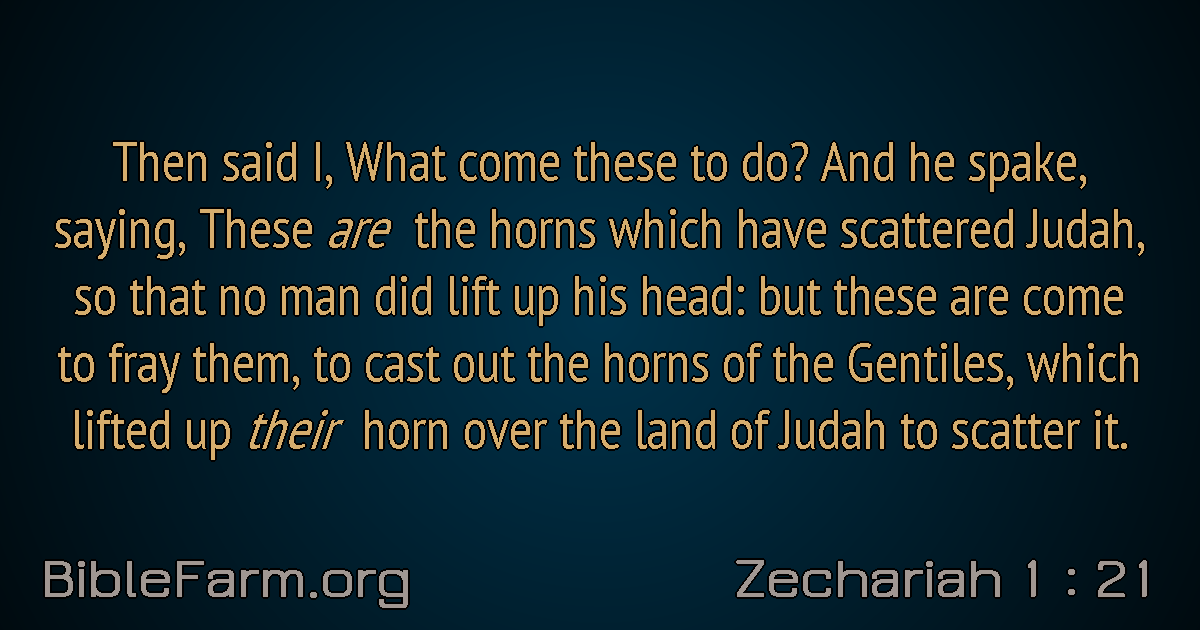 Then said I, What come these to do? And he spake,
saying, These are the horns which have scattered Judah,
so that no man did lift up his head: but these are come
to fray them, to cast out the horns of the Gentiles, which
lifted up their horn over the land of Judah to scatter it.
BibleFarm.org
Zechariah 1 : 21